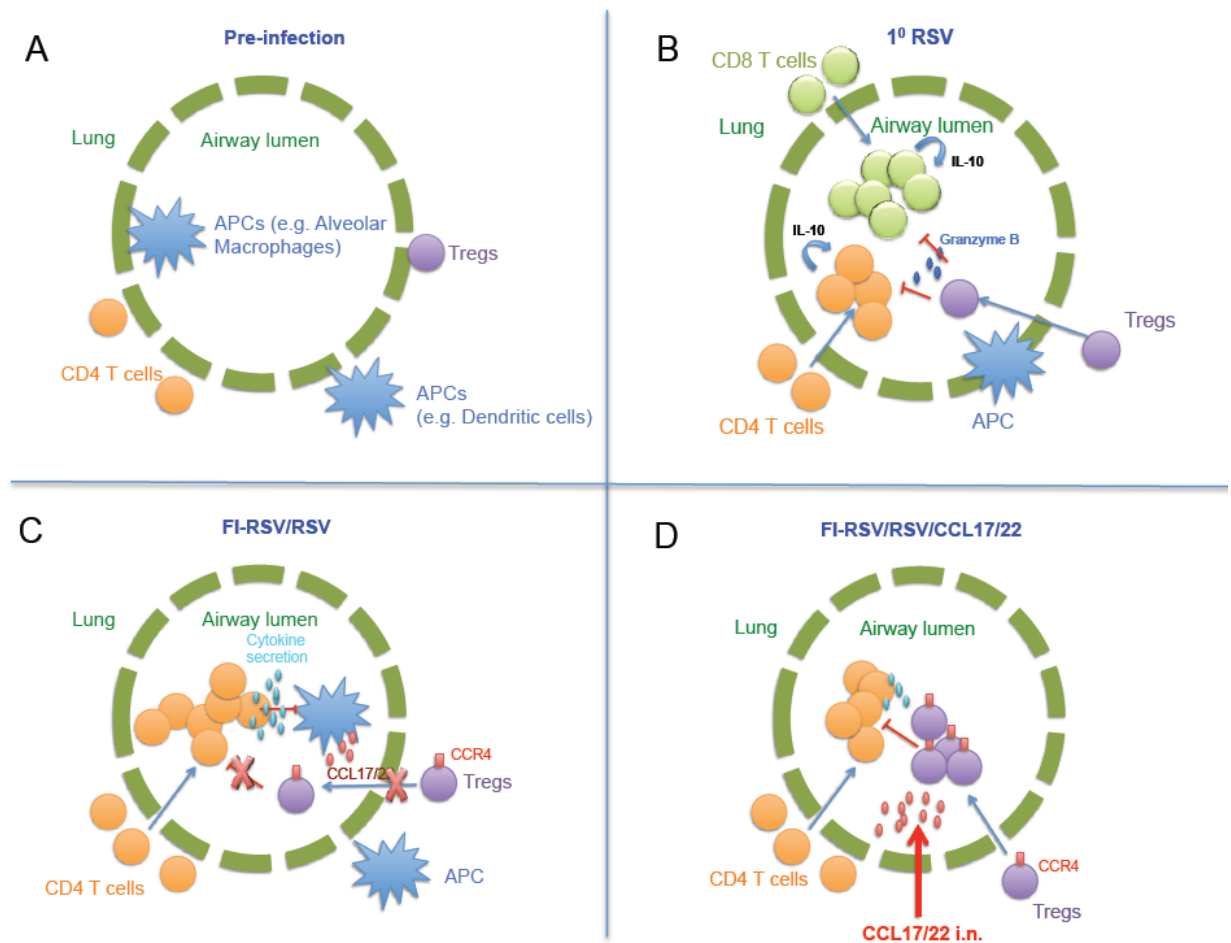 A
Pre-infection
Lung
Airway lumen
APCs (e.g. Alveolar
Macrophages)
Tregs
CD4 T cells
APCs
(e.g. Dendritic cells)
B
1⁰ RSV
CD8 T cells
Lung
Airway lumen
IL-10
IL-10
Granzyme B
Tregs
CD4 T cells
APC
C
FI-RSV/RSV
Lung
Airway lumen
Cytokine
secretion
CCL17/2
CCR4
Tregs
CD4 T cells
APC
D
FI-RSV/RSV/CCL17/22
Lung
Airway lumen
CD4 T cells
CCR4
Tregs
CCL17/22 i.n.